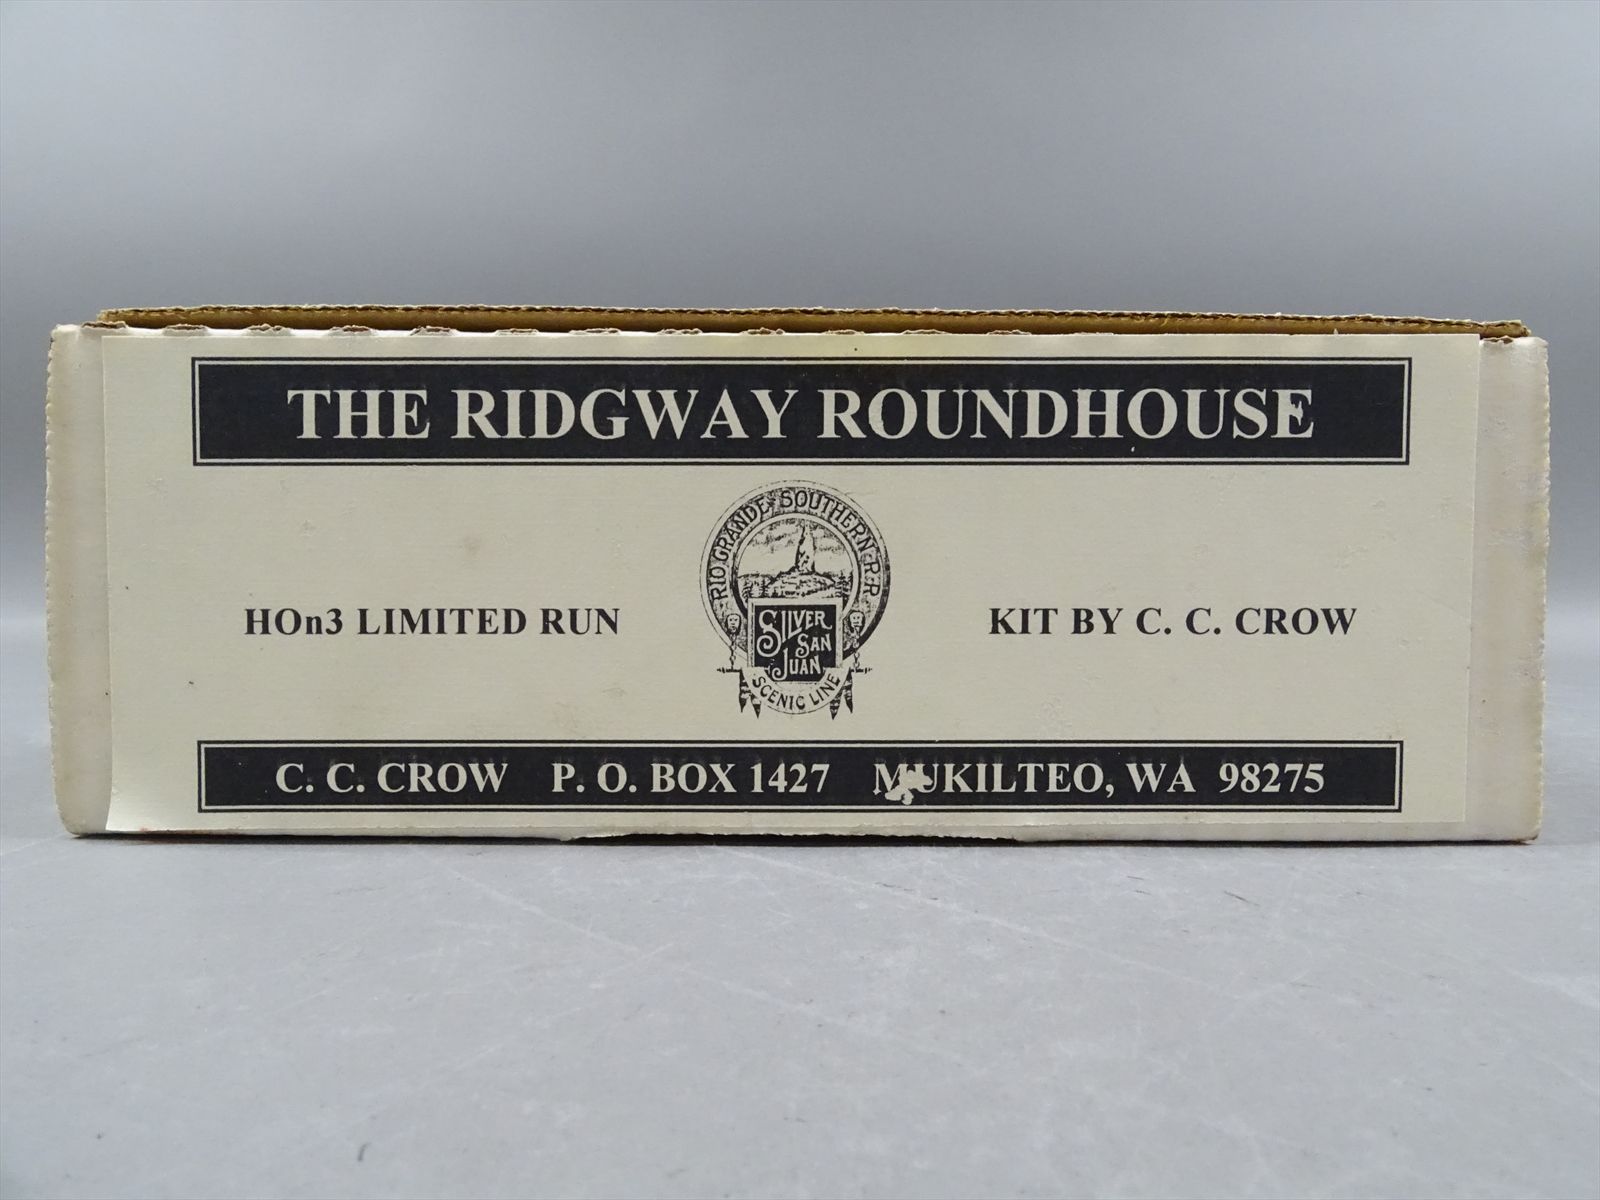 THE RIDGWAY ROUNDHOUSE
RIO GRANDE SOUTHERN R.R.
HOn3 LIMITED RUN
SILVER
SAN
JUAN
SCENIC LINE
KIT BY C. C. CROW
C. C. CROW P. O. BOX 1427 MUKILTEO, WA 98275